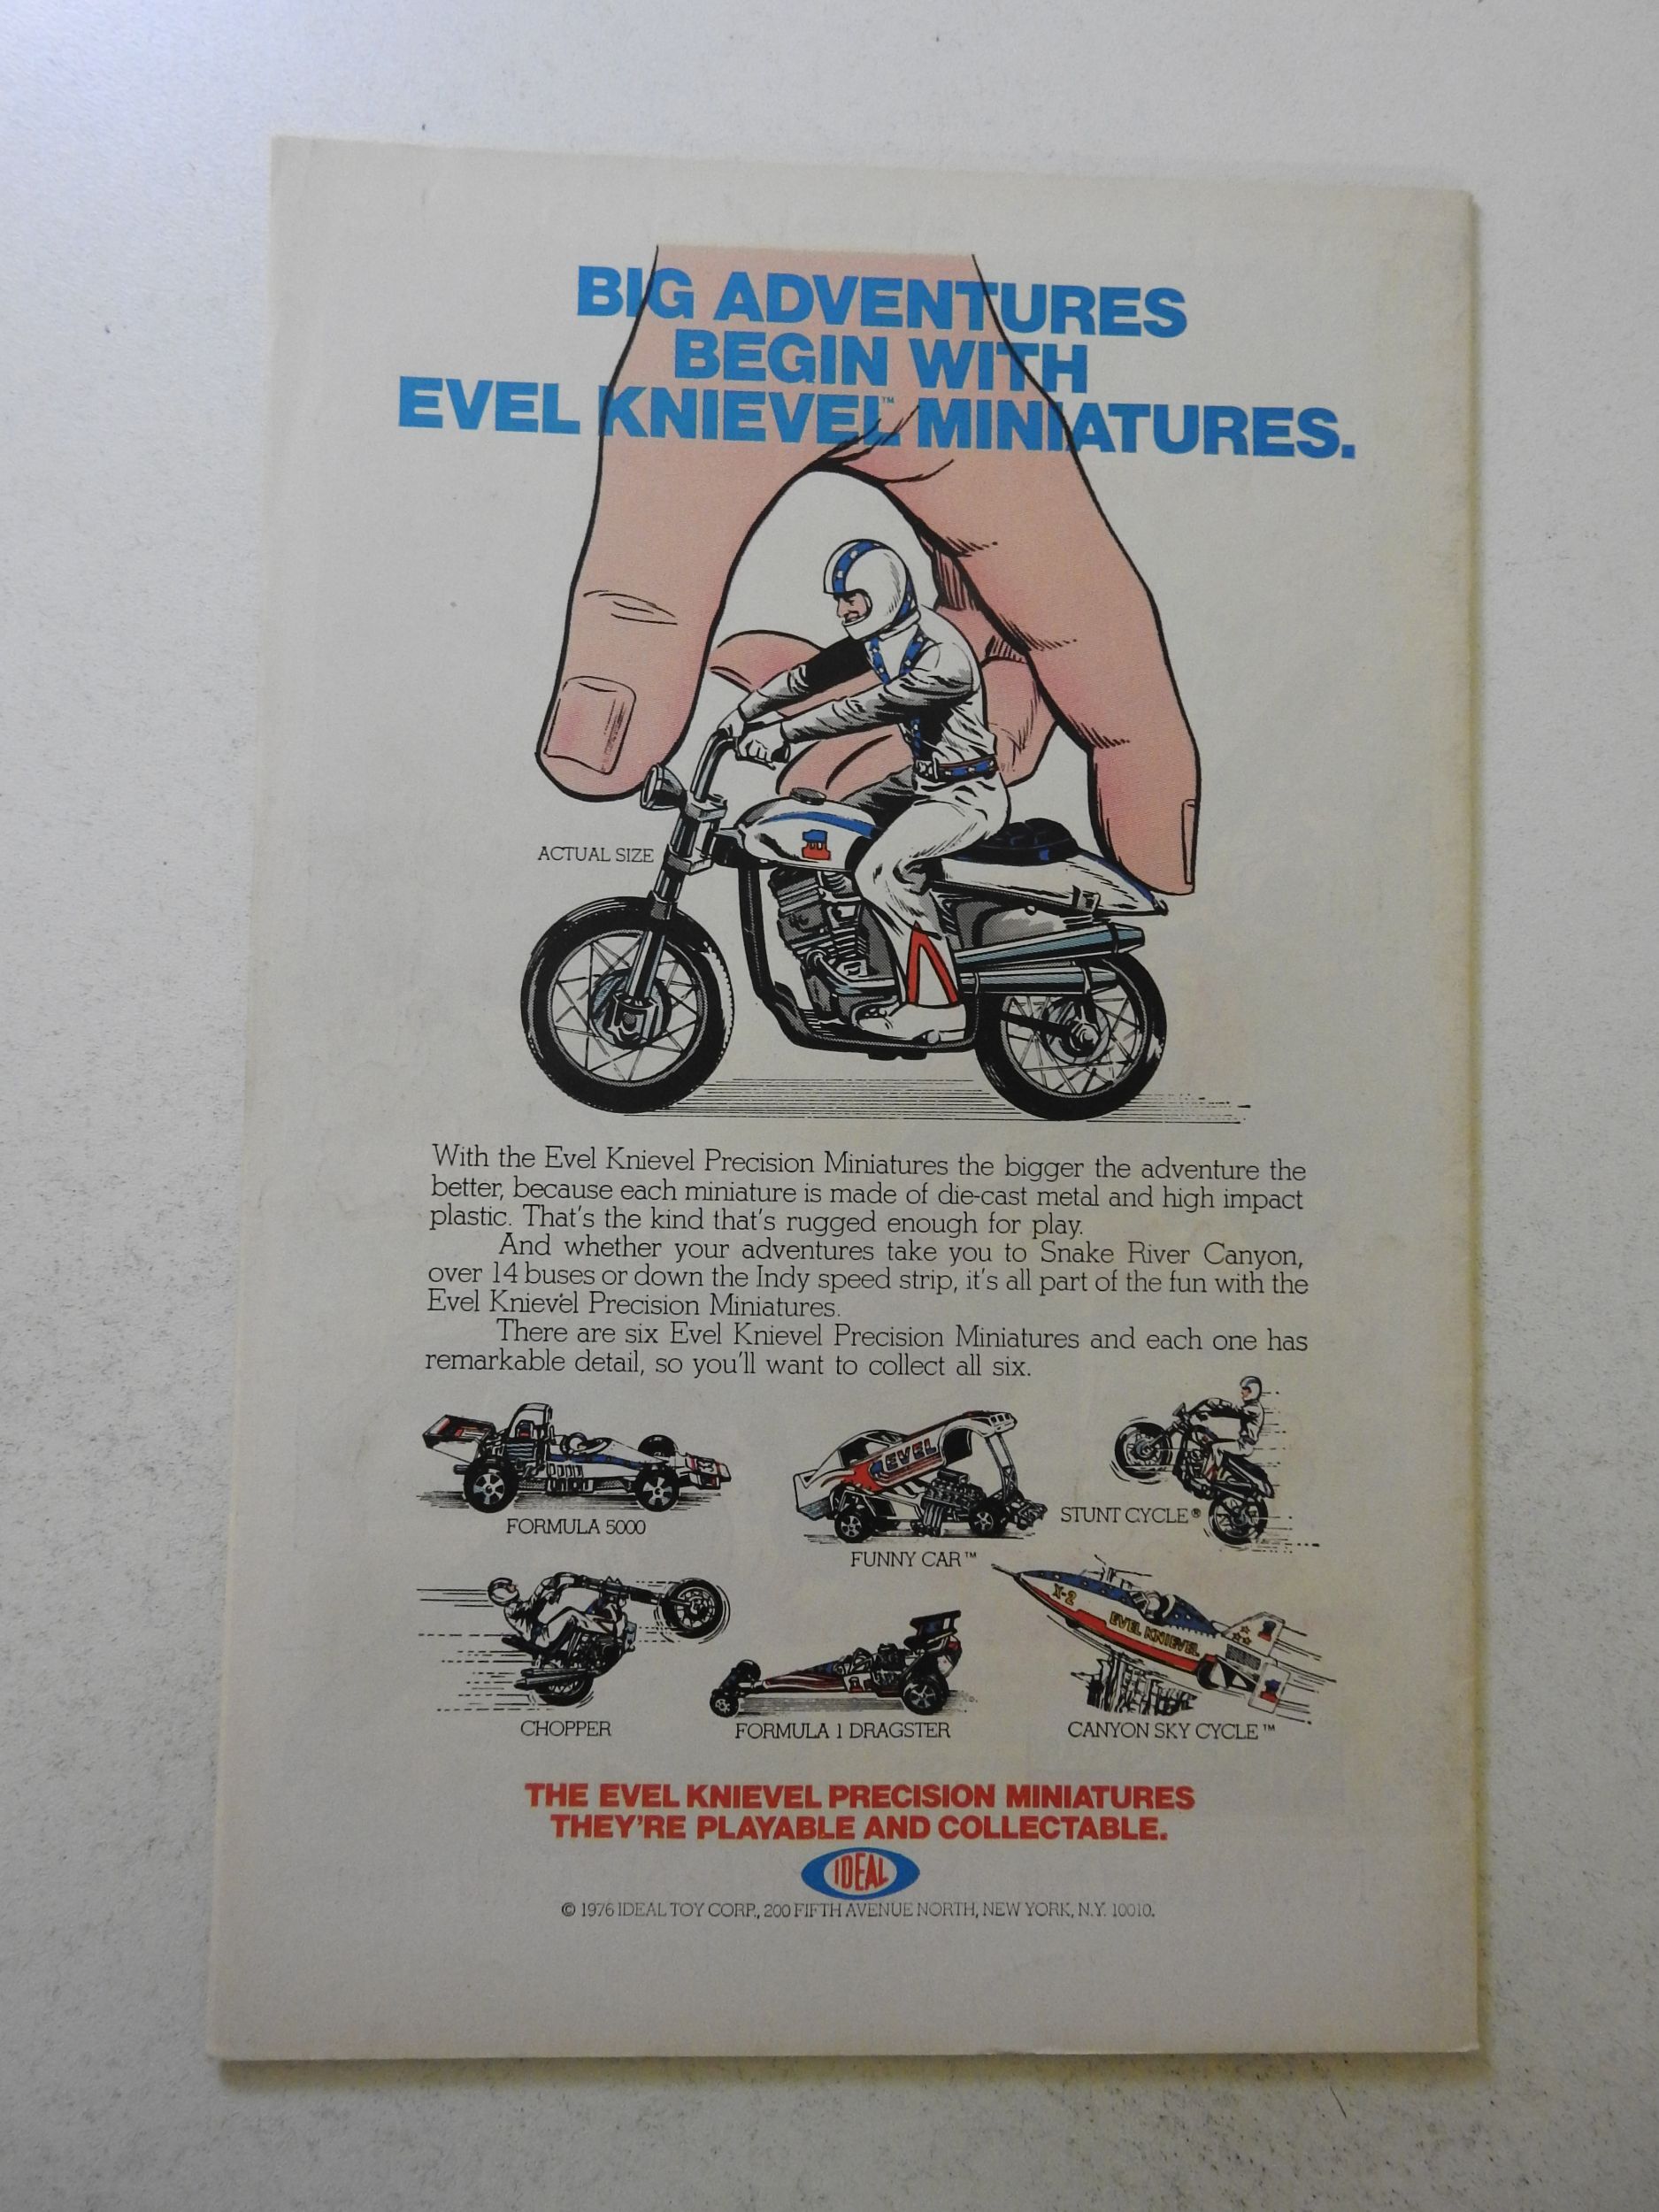 BIG ADVENTURES
BEGIN WITH
EVEL KNIEVEL™ MINIATURES.
ACTUAL SIZE
With the Evel Knievel Precision Miniatures the bigger the adventure the
better, because each miniature is made of die-cast metal and high impact
plastic. That's the kind that's rugged enough for play.
And whether your adventures take you to Snake River Canyon,
over 14 buses or down the Indy speed strip, it's all part of the fun with the
Evel Knievel Precision Miniatures.
There are six Evel Knievel Precision Miniatures and each one has
remarkable detail, so you'll want to collect all six.
EVEL
FORMULA 5000
STUNT CYCLE®
FUNNY CAR™
X-2
EVEL KNIEVEL
CHOPPER
FORMULA 1 DRAGSTER
CANYON SKY CYCLE™
THE EVEL KNIEVEL PRECISION MINIATURES
THEY'RE PLAYABLE AND COLLECTABLE.
IDEAL
© 1976 IDEAL TOY CORP., 200 FIFTH AVENUE NORTH, NEW YORK, N.Y. 10010.